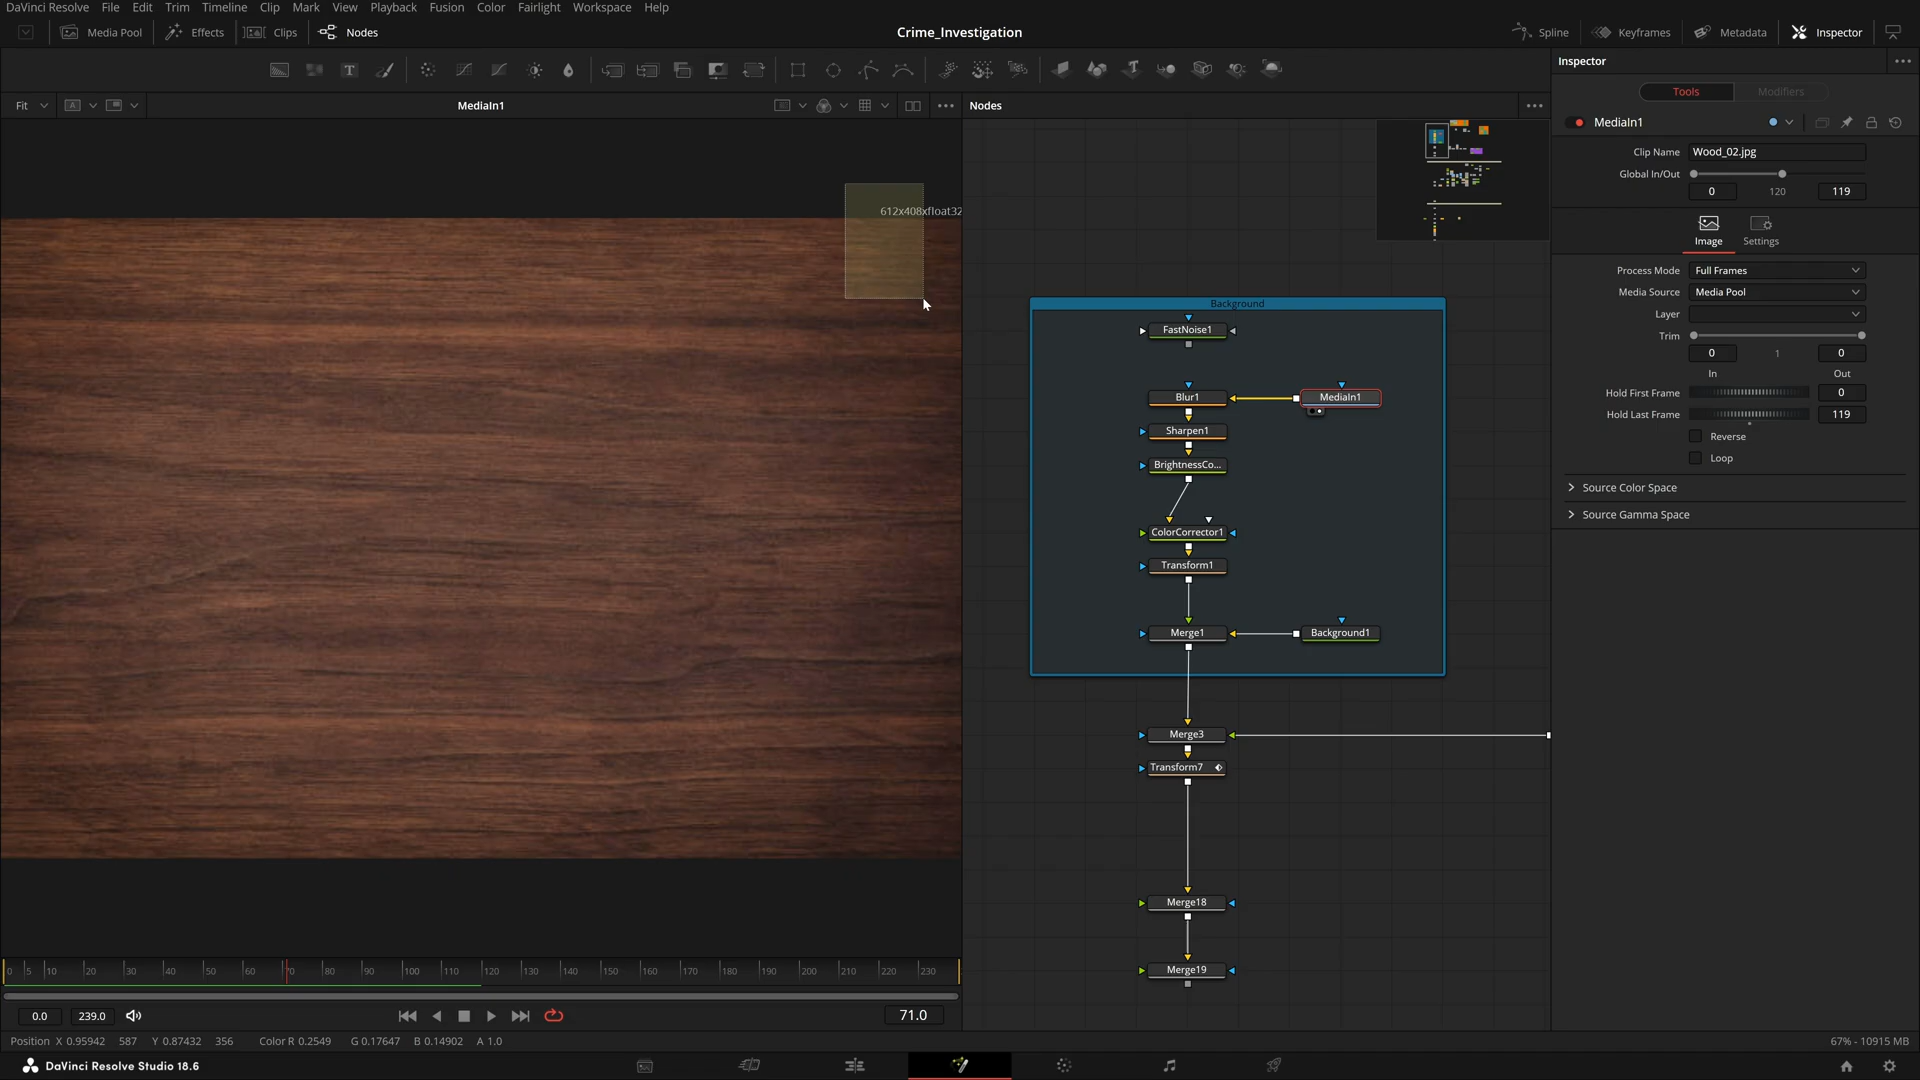 DaVinci Resolve File Edit Trim Timeline Clip Mark View Playback Fusion Color Fairlight Workspace Help
Media Pool Effects Clips Nodes Crime_Investigation Spline Keyframes Metadata Inspector
Inspector
Fit MediaIn1 Nodes
Tools Modifiers
MediaIn1
Clip Name Wood_02.jpg
Global In/Out
0 120 119
612x408xfloat32
Image Settings
Process Mode Full Frames
Media Source Media Pool
Layer
Trim
0 1 0
In Out
Hold First Frame 0
Hold Last Frame 119
Reverse
Loop
Source Color Space
Source Gamma Space
Background
FastNoise1
Blur1 MediaIn1
Sharpen1
BrightnessCo...
ColorCorrector1
Transform1
Merge1 Background1
Merge3
Transform7
Merge18
Merge19
0 5 10 20 30 40 50 60 70 80 90 100 110 120 130 140 150 160 170 180 190 200 210 220 230
0.0 239.0 71.0
Position X 0.95942 587 Y 0.87432 356 Color R 0.2549 G 0.17647 B 0.14902 A 1.0 67% - 10915 MB
DaVinci Resolve Studio 18.6